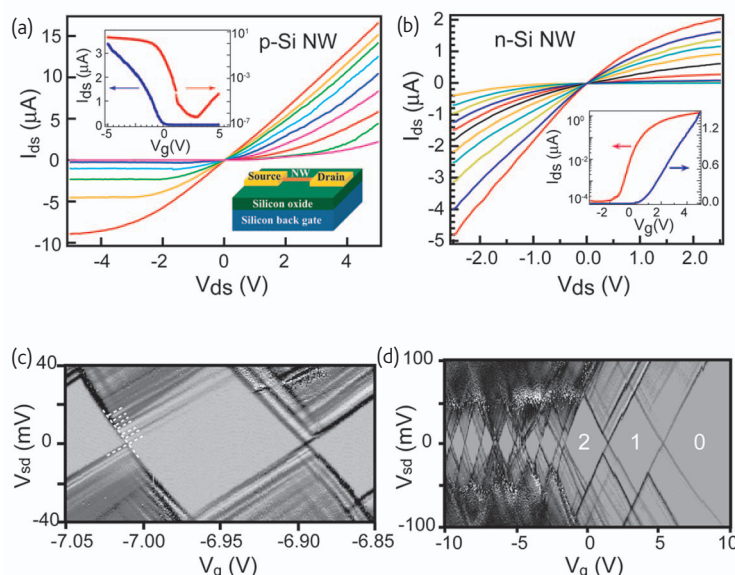 (a)
p-Si NW
Ids (μA)
15
10
5
0
-5
-10
-4
-2
0
2
4
Vds (V)
Ids (μA)
3
2
1
0
10¹
10⁻³
10⁻⁷
-5
0
5
Vg(V)
Source
NW
Drain
Silicon oxide
Silicon back gate
(b)
n-Si NW
Ids (μA)
2
1
0
-1
-2
-3
-4
-5
-2.0
-1.0
0.0
1.0
2.0
Vds (V)
Ids (μA)
10⁰
10⁻²
10⁻⁴
1.2
0.6
0.0
-2
0
2
4
Vg(V)
(c)
Vsd (mV)
40
0
-40
-7.05
-7.00
-6.95
-6.90
-6.85
Vg (V)
(d)
Vsd (mV)
100
50
0
-50
-100
2
1
0
-10
-5
0
5
10
Vg (V)